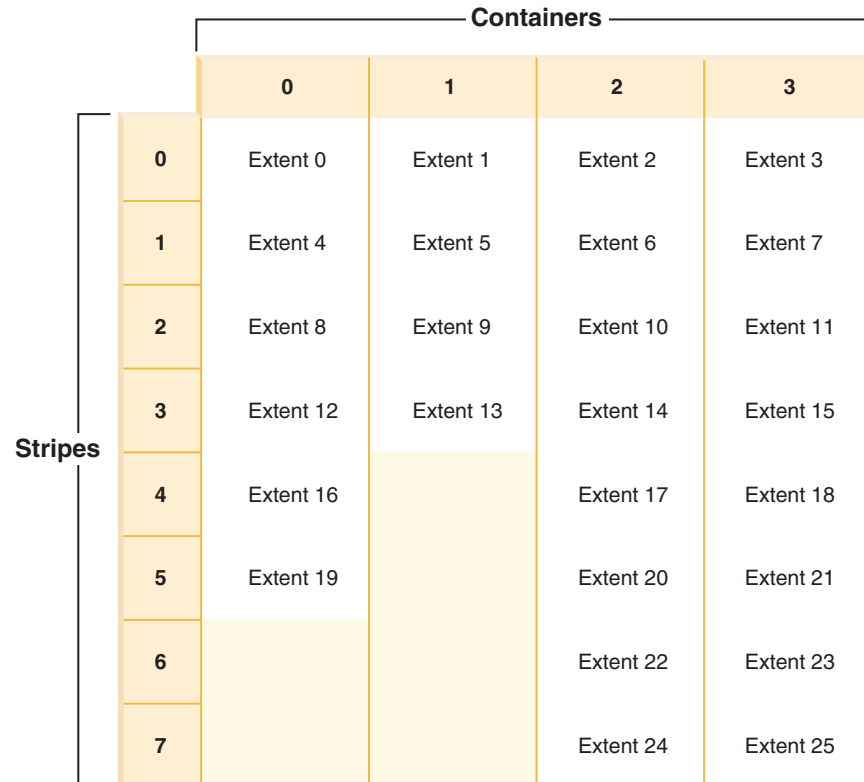 Containers
0 1 2 3
0 Extent 0 Extent 1 Extent 2 Extent 3
1 Extent 4 Extent 5 Extent 6 Extent 7
2 Extent 8 Extent 9 Extent 10 Extent 11
3 Extent 12 Extent 13 Extent 14 Extent 15
Stripes
4 Extent 16 Extent 17 Extent 18
5 Extent 19 Extent 20 Extent 21
6 Extent 22 Extent 23
7 Extent 24 Extent 25